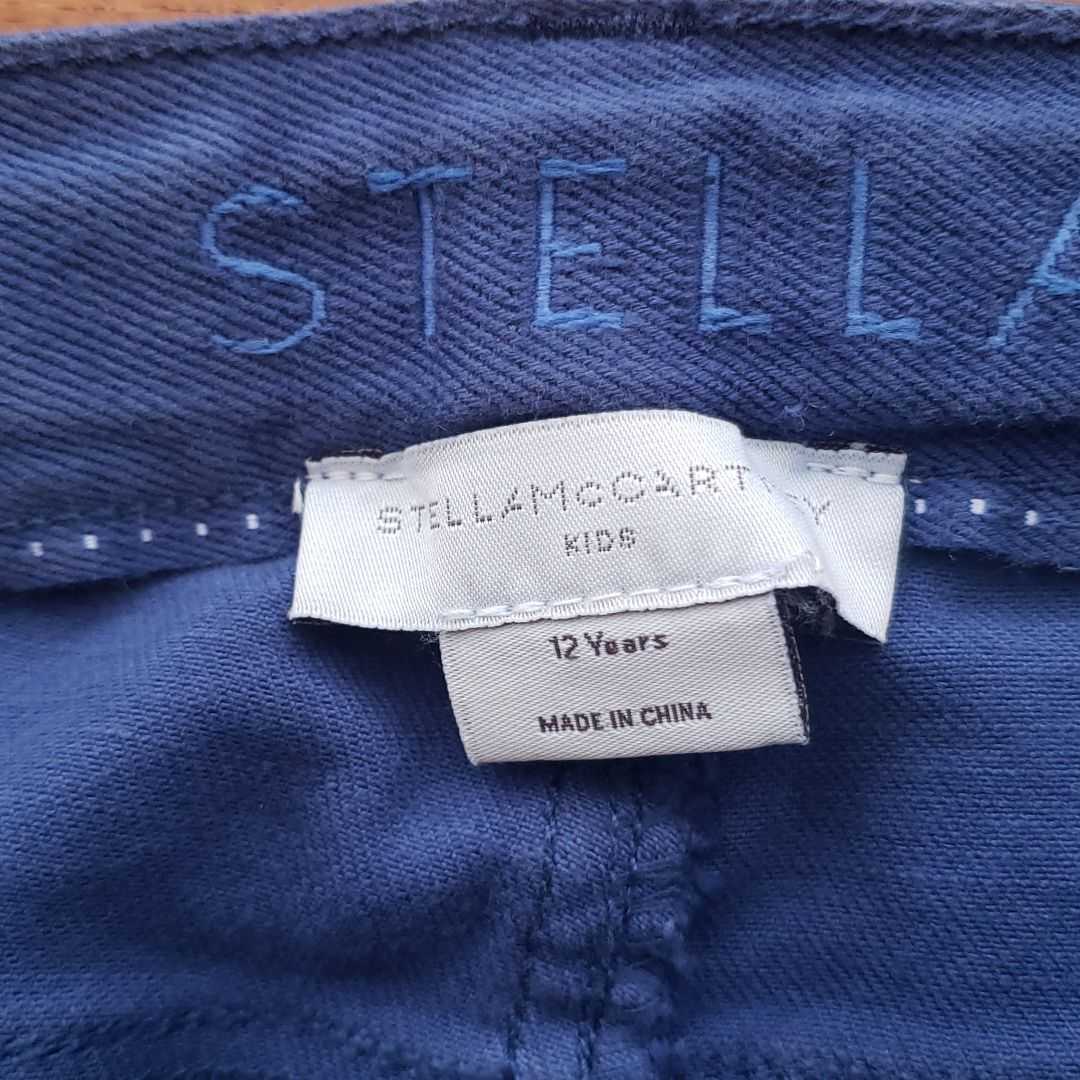 STELLA
STELLAMCCARTNEY
KIDS
12 Years
MADE IN CHINA